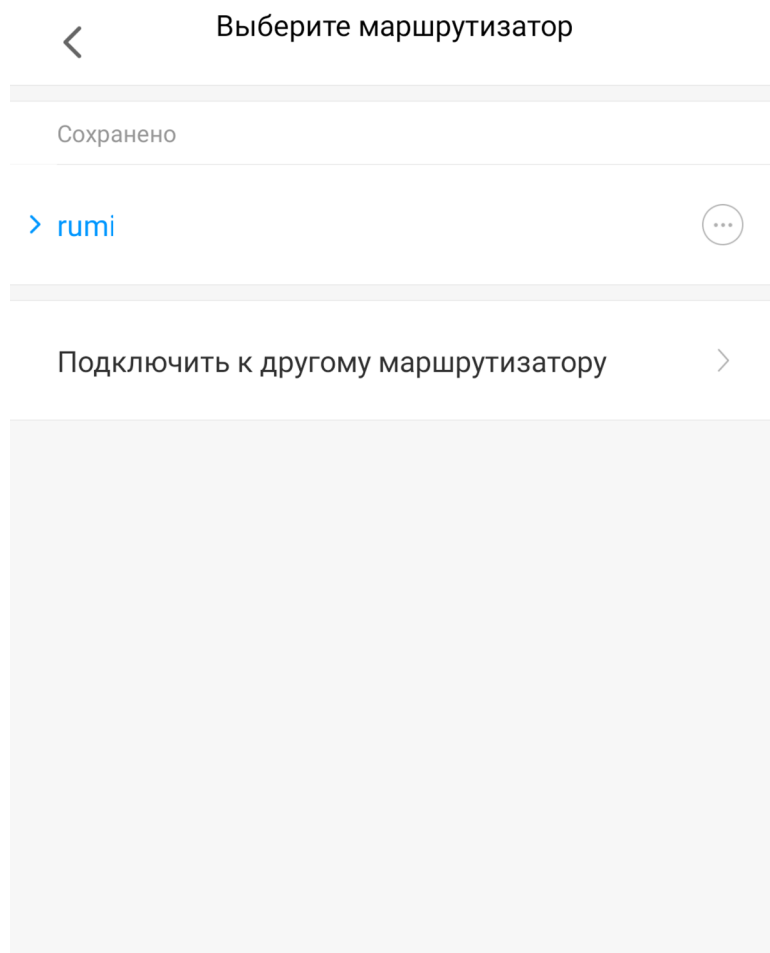 Выберите маршрутизатор
Сохранено
rumi
Подключить к другому маршрутизатору